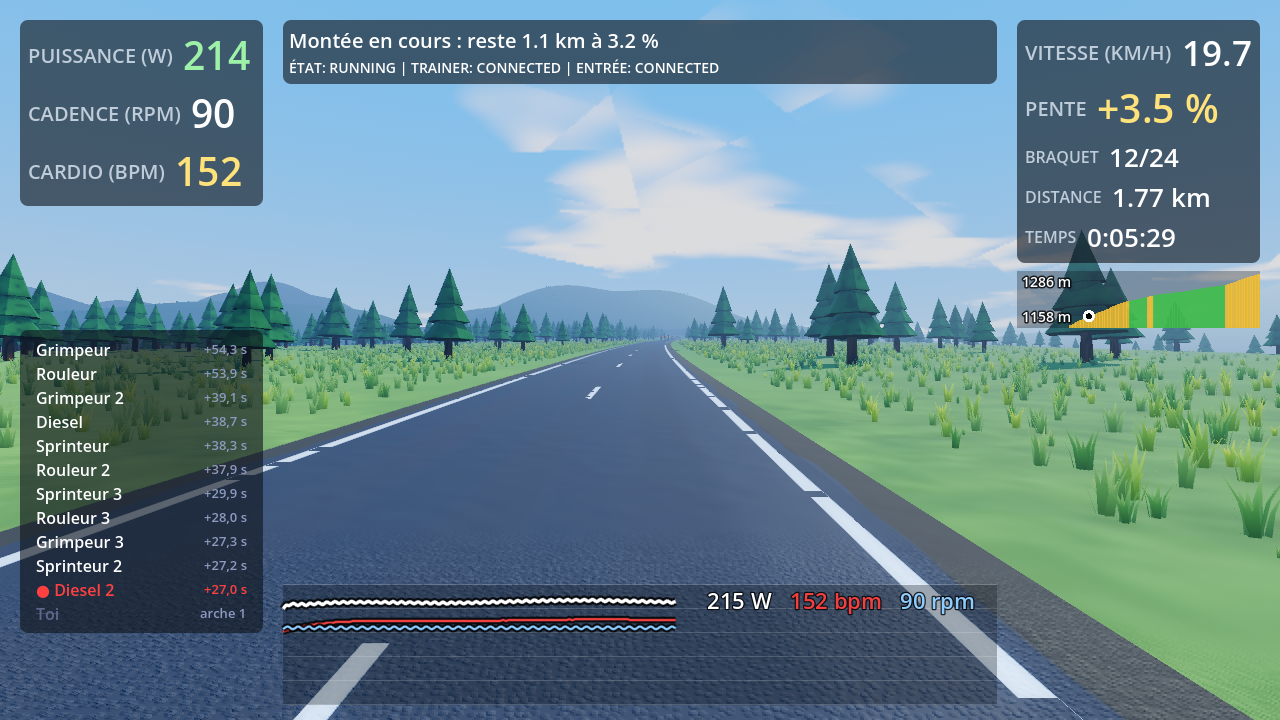 PUISSANCE (W) 214
CADENCE (RPM) 90
CARDIO (BPM) 152
Montée en cours : reste 1.1 km à 3.2 %
ÉTAT: RUNNING | TRAINER: CONNECTED | ENTRÉE: CONNECTED
VITESSE (KM/H) 19.7
PENTE +3.5 %
BRAQUET 12/24
DISTANCE 1.77 km
TEMPS 0:05:29
1286 m
1158 m
Grimpeur +54,3 s
Rouleur +53,9 s
Grimpeur 2 +39,1 s
Diesel +38,7 s
Sprinteur +38,3 s
Rouleur 2 +37,9 s
Sprinteur 3 +29,9 s
Rouleur 3 +28,0 s
Grimpeur 3 +27,3 s
Sprinteur 2 +27,2 s
Diesel 2 +27,0 s
Toi arche 1
215 W 152 bpm 90 rpm